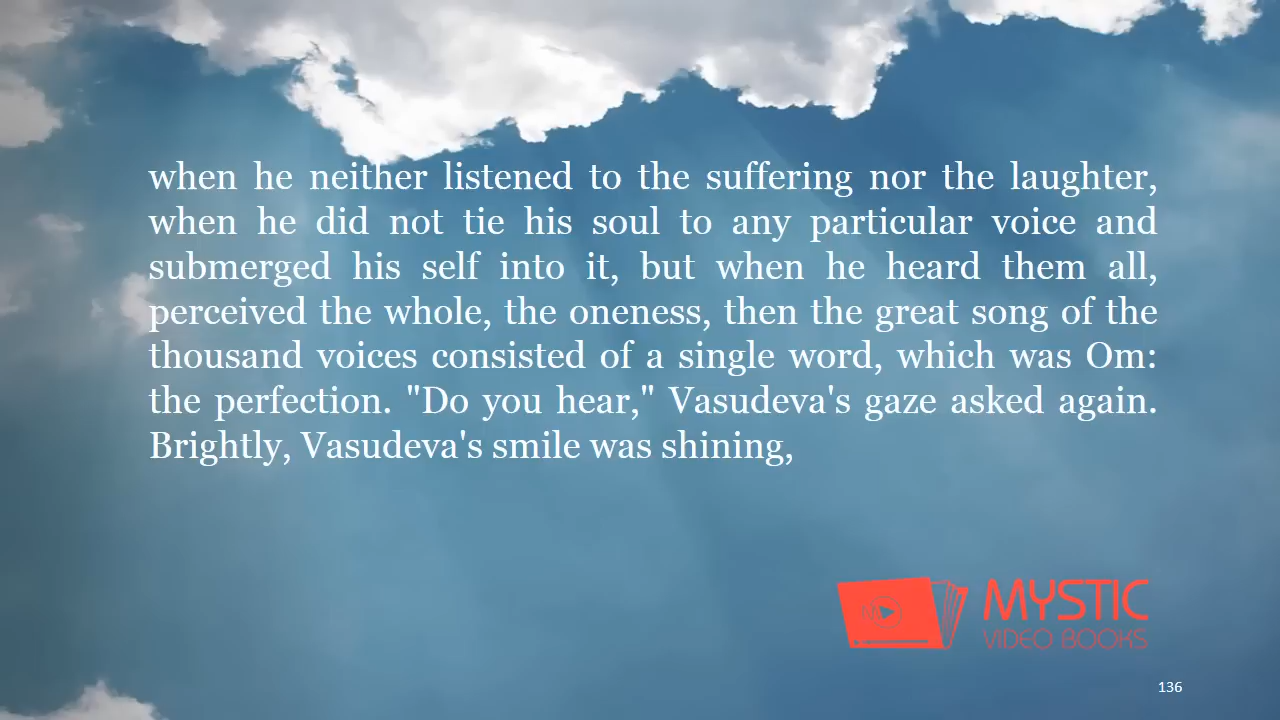 when he neither listened to the suffering nor the laughter,
when he did not tie his soul to any particular voice and
submerged his self into it, but when he heard them all,
perceived the whole, the oneness, then the great song of the
thousand voices consisted of a single word, which was Om:
the perfection. "Do you hear," Vasudeva's gaze asked again.
Brightly, Vasudeva's smile was shining,
MYSTIC
VIDEO BOOKS
136